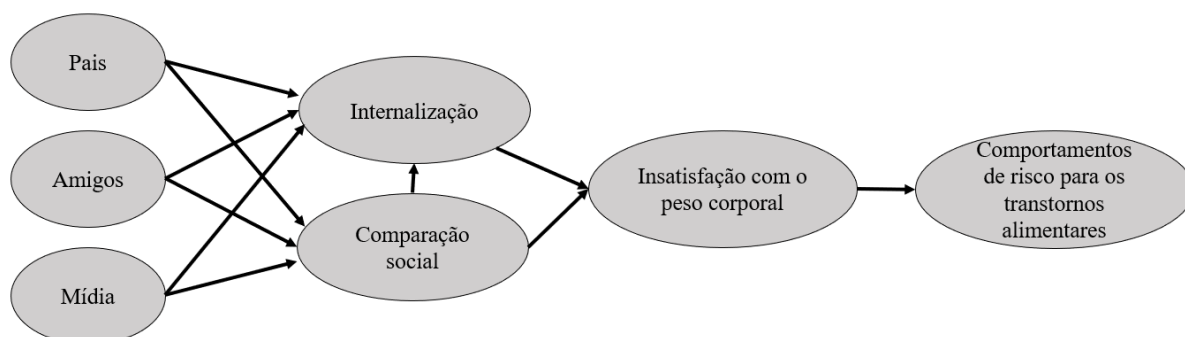 Pais
Amigos
Mídia
Internalização
Comparação
social
Insatisfação com o
peso corporal
Comportamentos
de risco para os
transtornos
alimentares